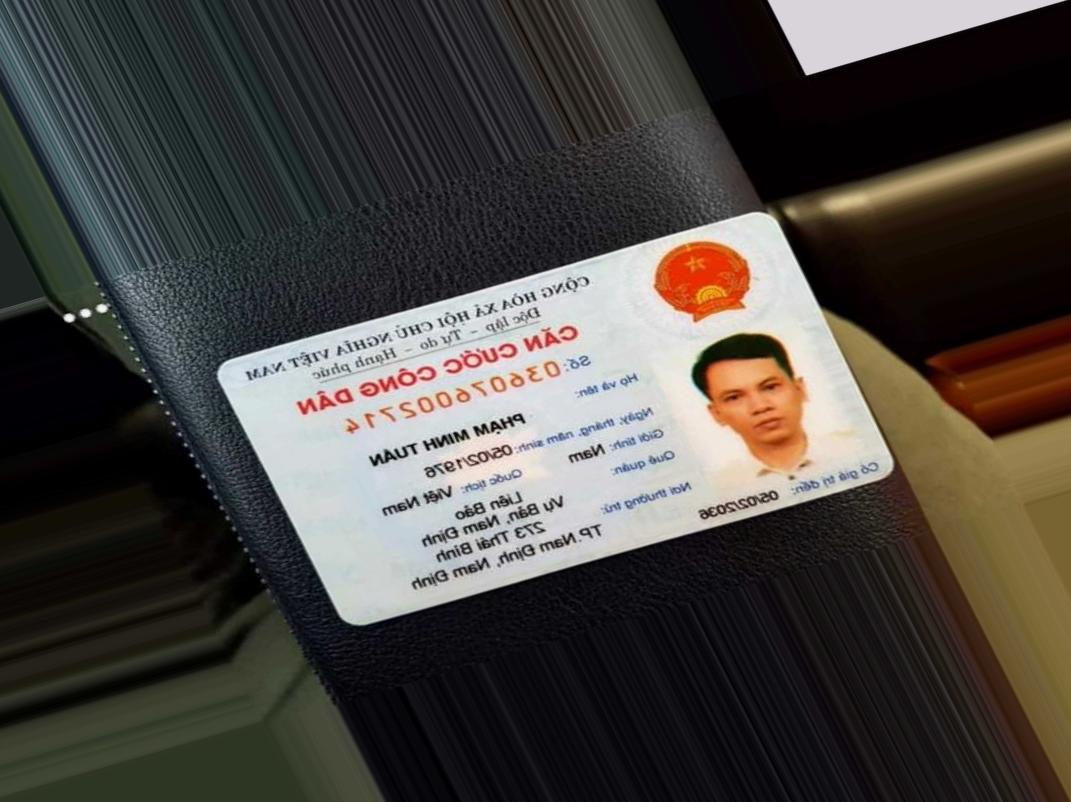 CỘNG HÒA XÃ HỘI CHỦ NGHĨA VIỆT NAM
Độc lập - Tự do - Hạnh phúc
CĂN CƯỚC CÔNG DÂN
Số: 036076002714
Họ và tên:
PHẠM MINH TUÂN
Ngày, tháng, năm sinh: 05/02/1976
Giới tính: Nam Quốc tịch: Việt Nam
Quê quán: Liên Bảo
Vụ Bản, Nam Định
Nơi thường trú: 273 Thái Bình
TP.Nam Định, Nam Định
Có giá trị đến: 05/02/2036